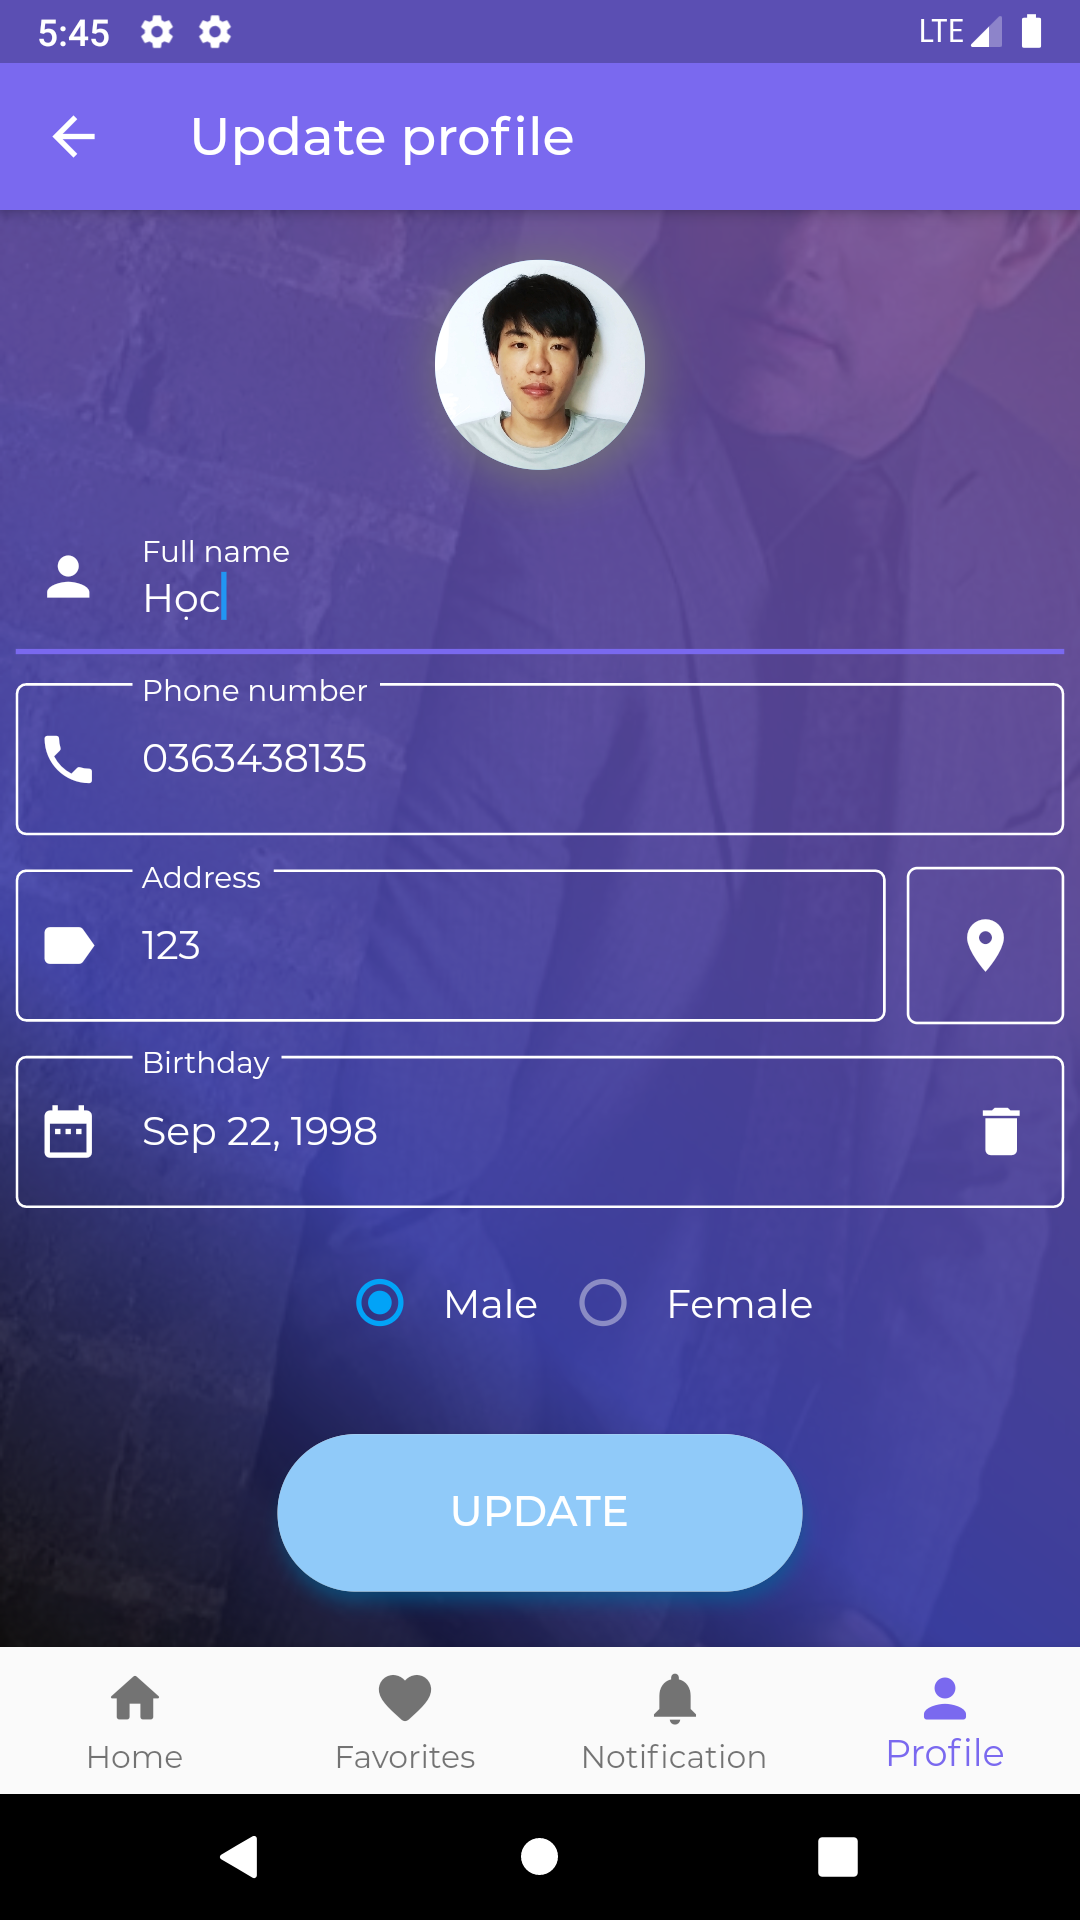 5:45 LTE
Update profile
Full name
Học
Phone number
0363438135
Address
123
Birthday
Sep 22, 1998
Male Female
UPDATE
Home Favorites Notification Profile